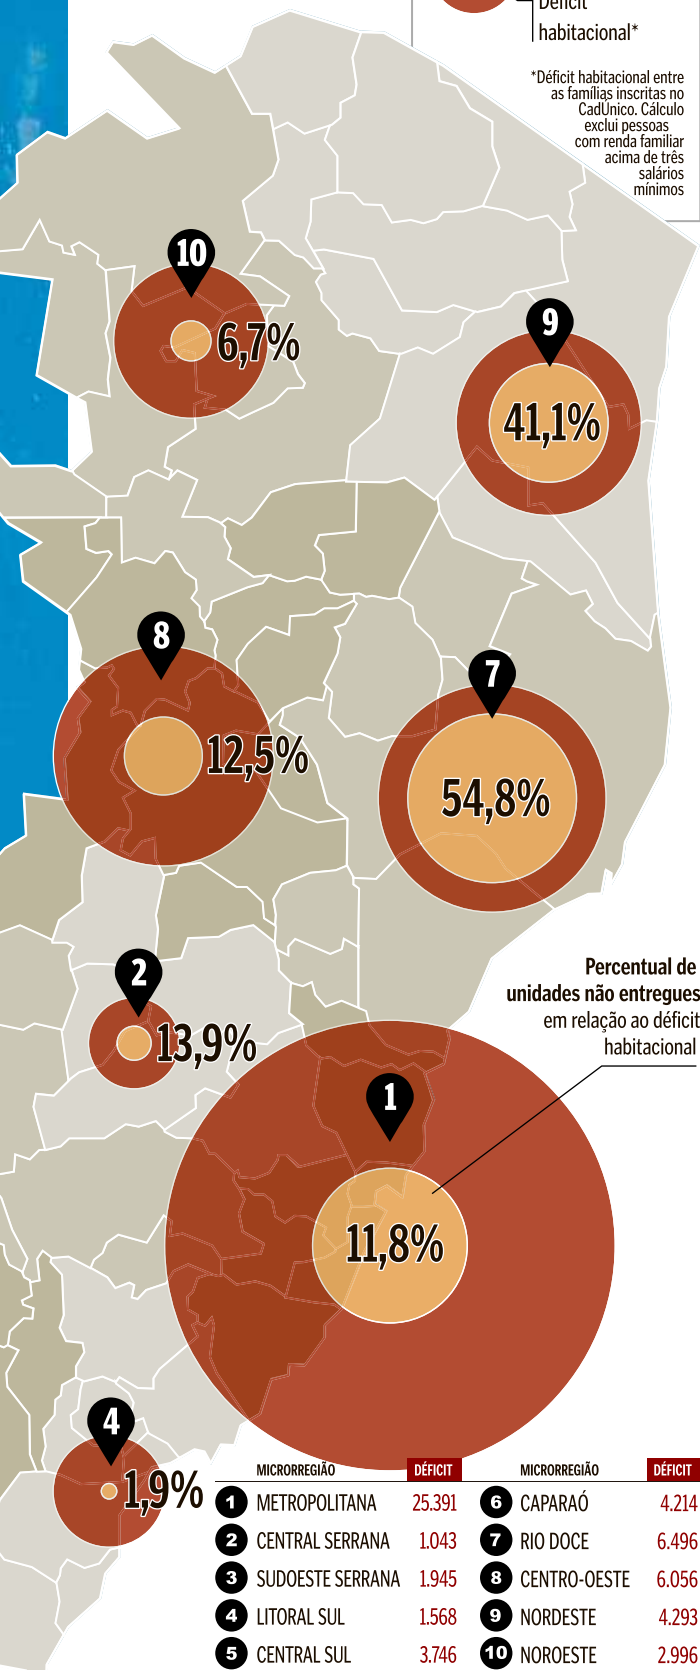 Déficit
habitacional*
*Déficit habitacional entre
as famílias inscritas no
CadÚnico. Cálculo
exclui pessoas
com renda familiar
acima de três
salários
mínimos
10
6,7%
9
41,1%
8
12,5%
7
54,8%
Percentual de
unidades não entregues
em relação ao déficit
habitacional
2
13,9%
1
11,8%
4
1,9%
MICRORREGIÃO DÉFICIT
1 METROPOLITANA 25.391
2 CENTRAL SERRANA 1.043
3 SUDOESTE SERRANA 1.945
4 LITORAL SUL 1.568
5 CENTRAL SUL 3.746
MICRORREGIÃO DÉFICIT
6 CAPARAÓ 4.214
7 RIO DOCE 6.496
8 CENTRO-OESTE 6.056
9 NORDESTE 4.293
10 NOROESTE 2.996